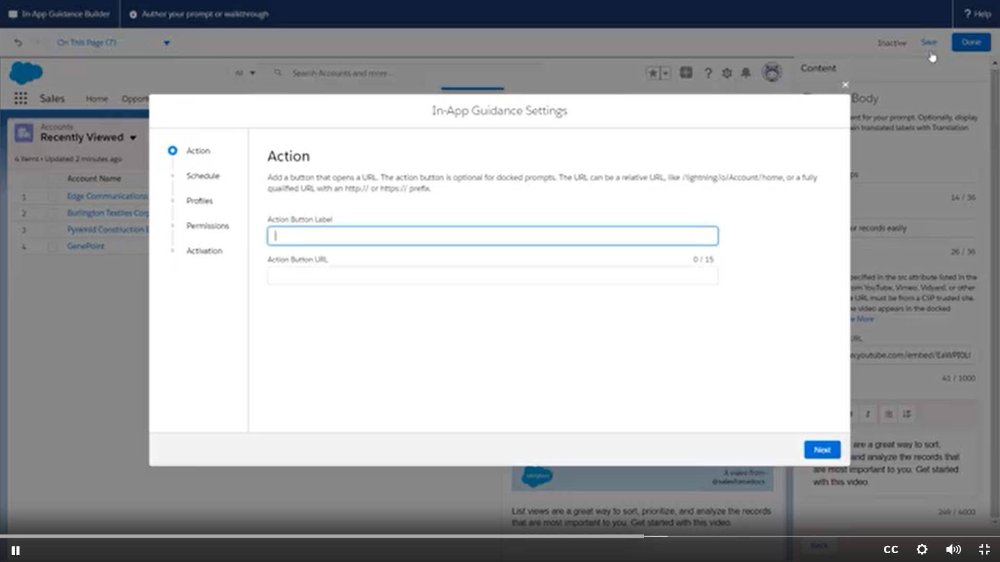 In-App Guidance Builder
Author your prompt or walkthrough
? Help
On This Page (7)
Inactive
Save
Done
All
Search Accounts and more...
Content
Sales
Home
Opport
Body
In-App Guidance Settings
ent for your prompt. Optionally, display
in translated labels with Translation
Accounts
Recently Viewed
4 items • Updated 2 minutes ago
Account Name
1 Edge Communications
2 Burlington Textiles Corp
3 Pyramid Construction
4 GenePoint
Action
Schedule
Profiles
Permissions
Activation
Action
Add a button that opens a URL. The action button is optional for docked prompts. The URL can be a relative URL, like /lightning/o/Account/home, or a fully
qualified URL with an http:// or https:// prefix.
Action Button Label
0 / 15
Action Button URL
Next
ps
14 / 36
ur records easily
26 / 36
pecified in the src attribute listed in the
om YouTube, Vimeo, Vidyard, or other
URL must be from a CSP trusted site.
e video appears in the docked
e More
URL
41 / 1000
I
are a great way to sort,
and analyze the records that
are most important to you. Get started
with this video.
249 / 4000
Back
salesforce
A video from
@salesforcedocs
List views are a great way to sort, prioritize, and analyze the records
that are most important to you. Get started with this video.
CC